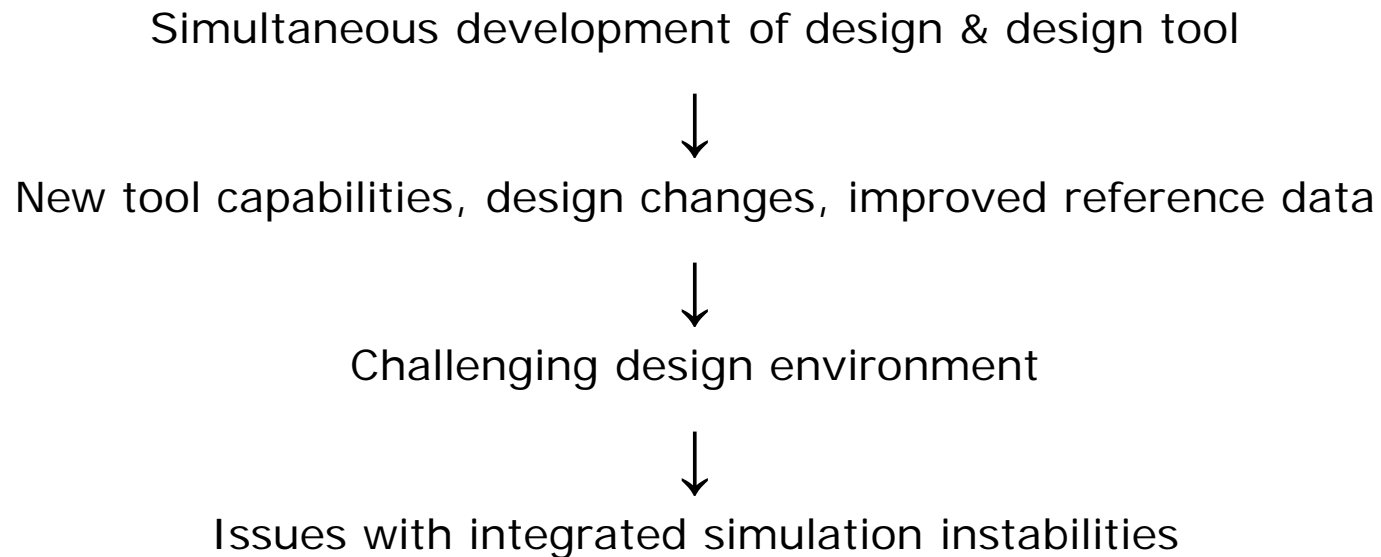 Simultaneous development of design & design tool
↓
New tool capabilities, design changes, improved reference data
↓
Challenging design environment
↓
Issues with integrated simulation instabilities